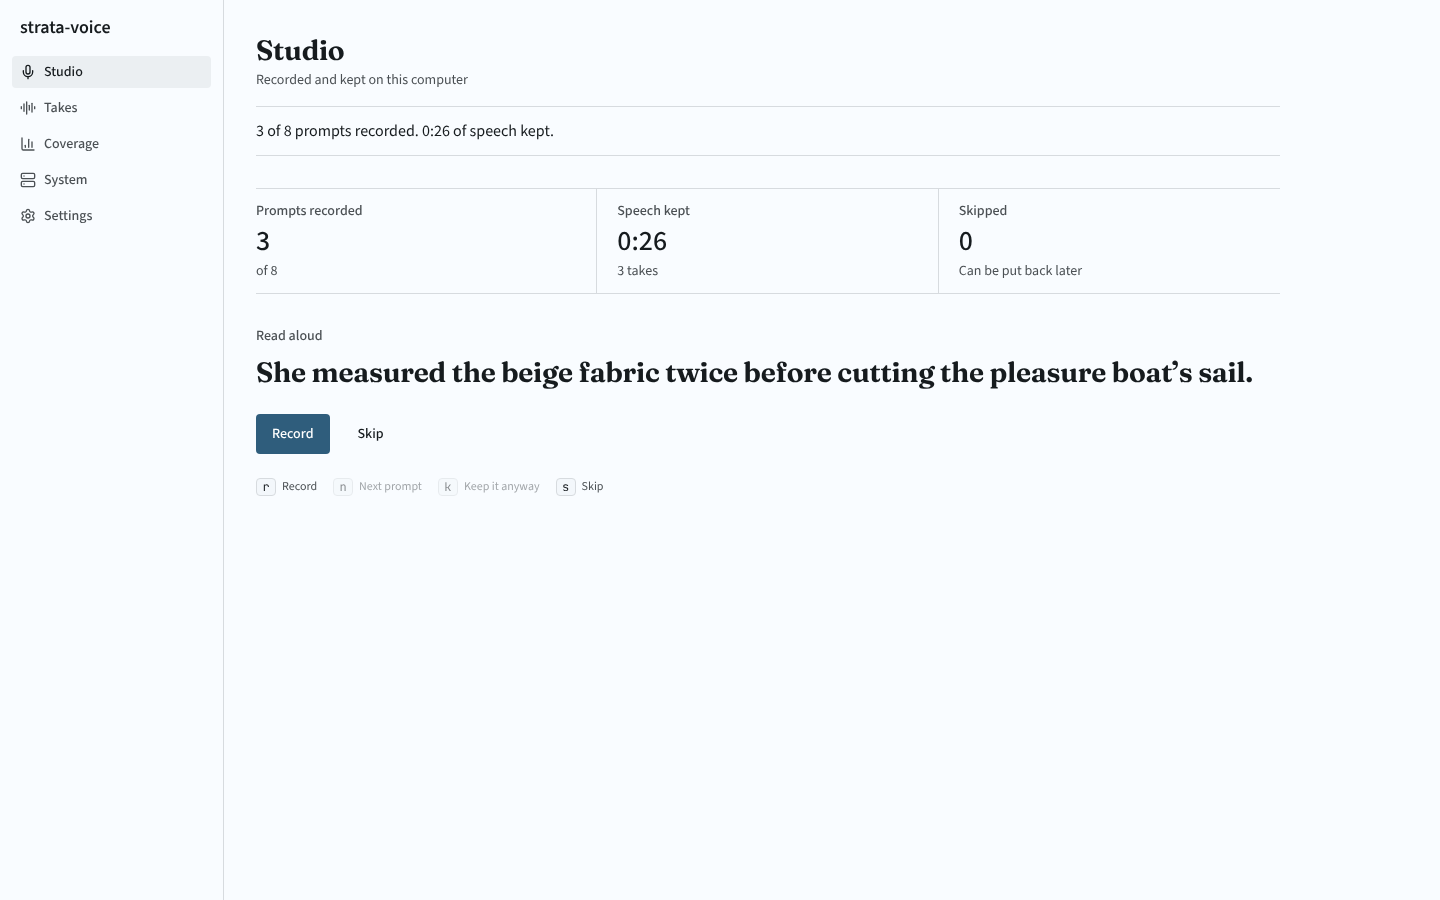 strata-voice
Studio
Takes
Coverage
System
Settings
Studio
Recorded and kept on this computer
3 of 8 prompts recorded. 0:26 of speech kept.
Prompts recorded
3
of 8
Speech kept
0:26
3 takes
Skipped
0
Can be put back later
Read aloud
She measured the beige fabric twice before cutting the pleasure boat’s sail.
Record Skip
r Record n Next prompt k Keep it anyway s Skip